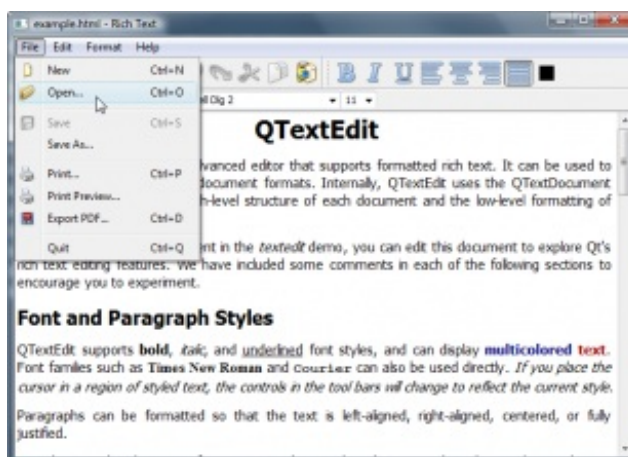 example.html - Rich Text
File Edit Format Help
New Ctrl+N
Open... Ctrl+O
Save Ctrl+S
Save As...
Print... Ctrl+P
Print Preview...
Export PDF... Ctrl+D
Quit Ctrl+Q
B I U
ll Dlg 2 11
QTextEdit
vanced editor that supports formatted rich text. It can be used to
document formats. Internally, QTextEdit uses the QTextDocument
h-level structure of each document and the low-level formatting of
nt in the textedit demo, you can edit this document to explore Qt's
rich text editing features. We have included some comments in each of the following sections to
encourage you to experiment.
Font and Paragraph Styles
QTextEdit supports bold, italic, and underlined font styles, and can display multicolored text.
Font families such as Times New Roman and Courier can also be used directly. If you place the
cursor in a region of styled text, the controls in the tool bars will change to reflect the current style.
Paragraphs can be formatted so that the text is left-aligned, right-aligned, centered, or fully
justified.